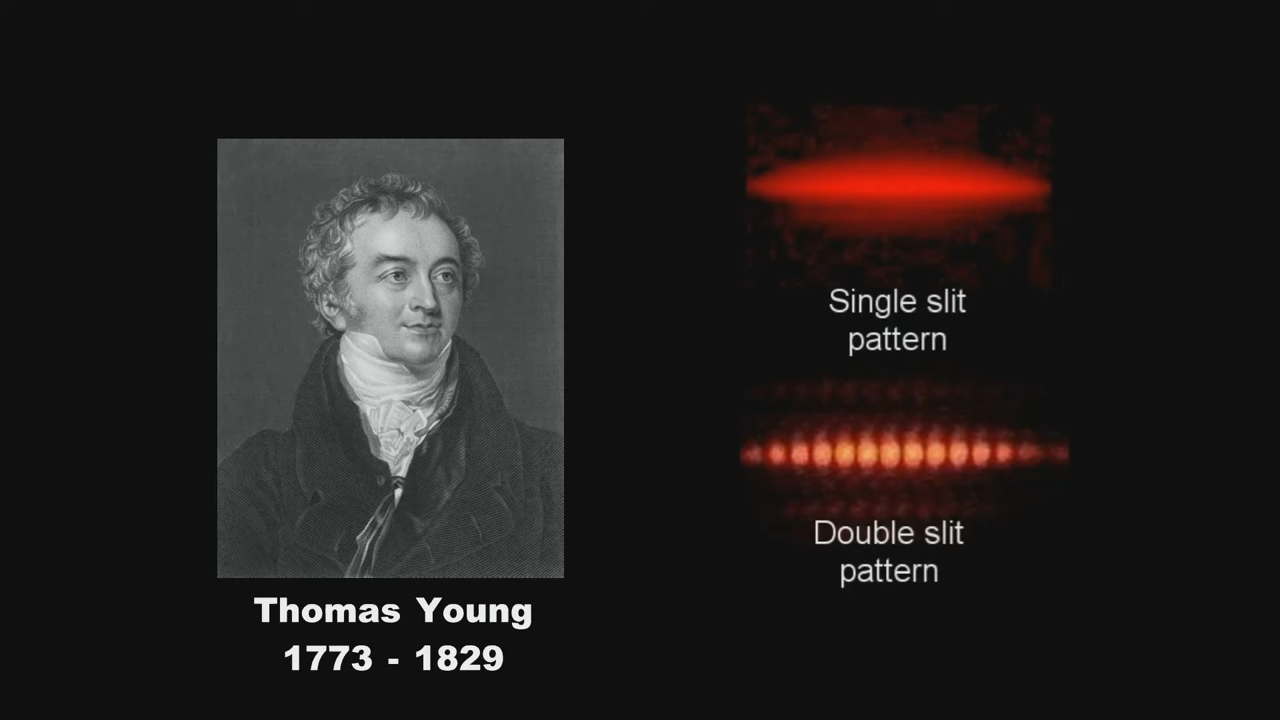 Thomas Young
1773 - 1829
Single slit
pattern
Double slit
pattern